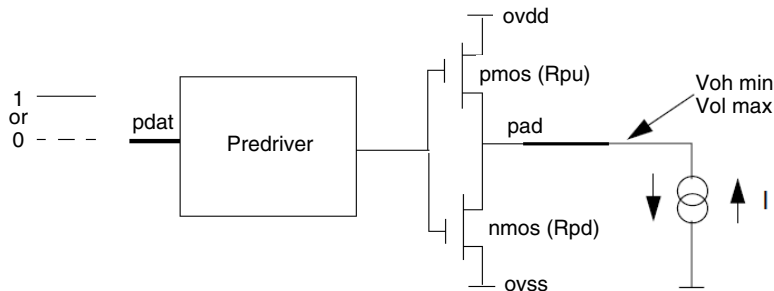 ovdd
pmos (Rpu)
Voh min
Vol max
1
or
0
pdat
Predriver
pad
I
nmos (Rpd)
ovss